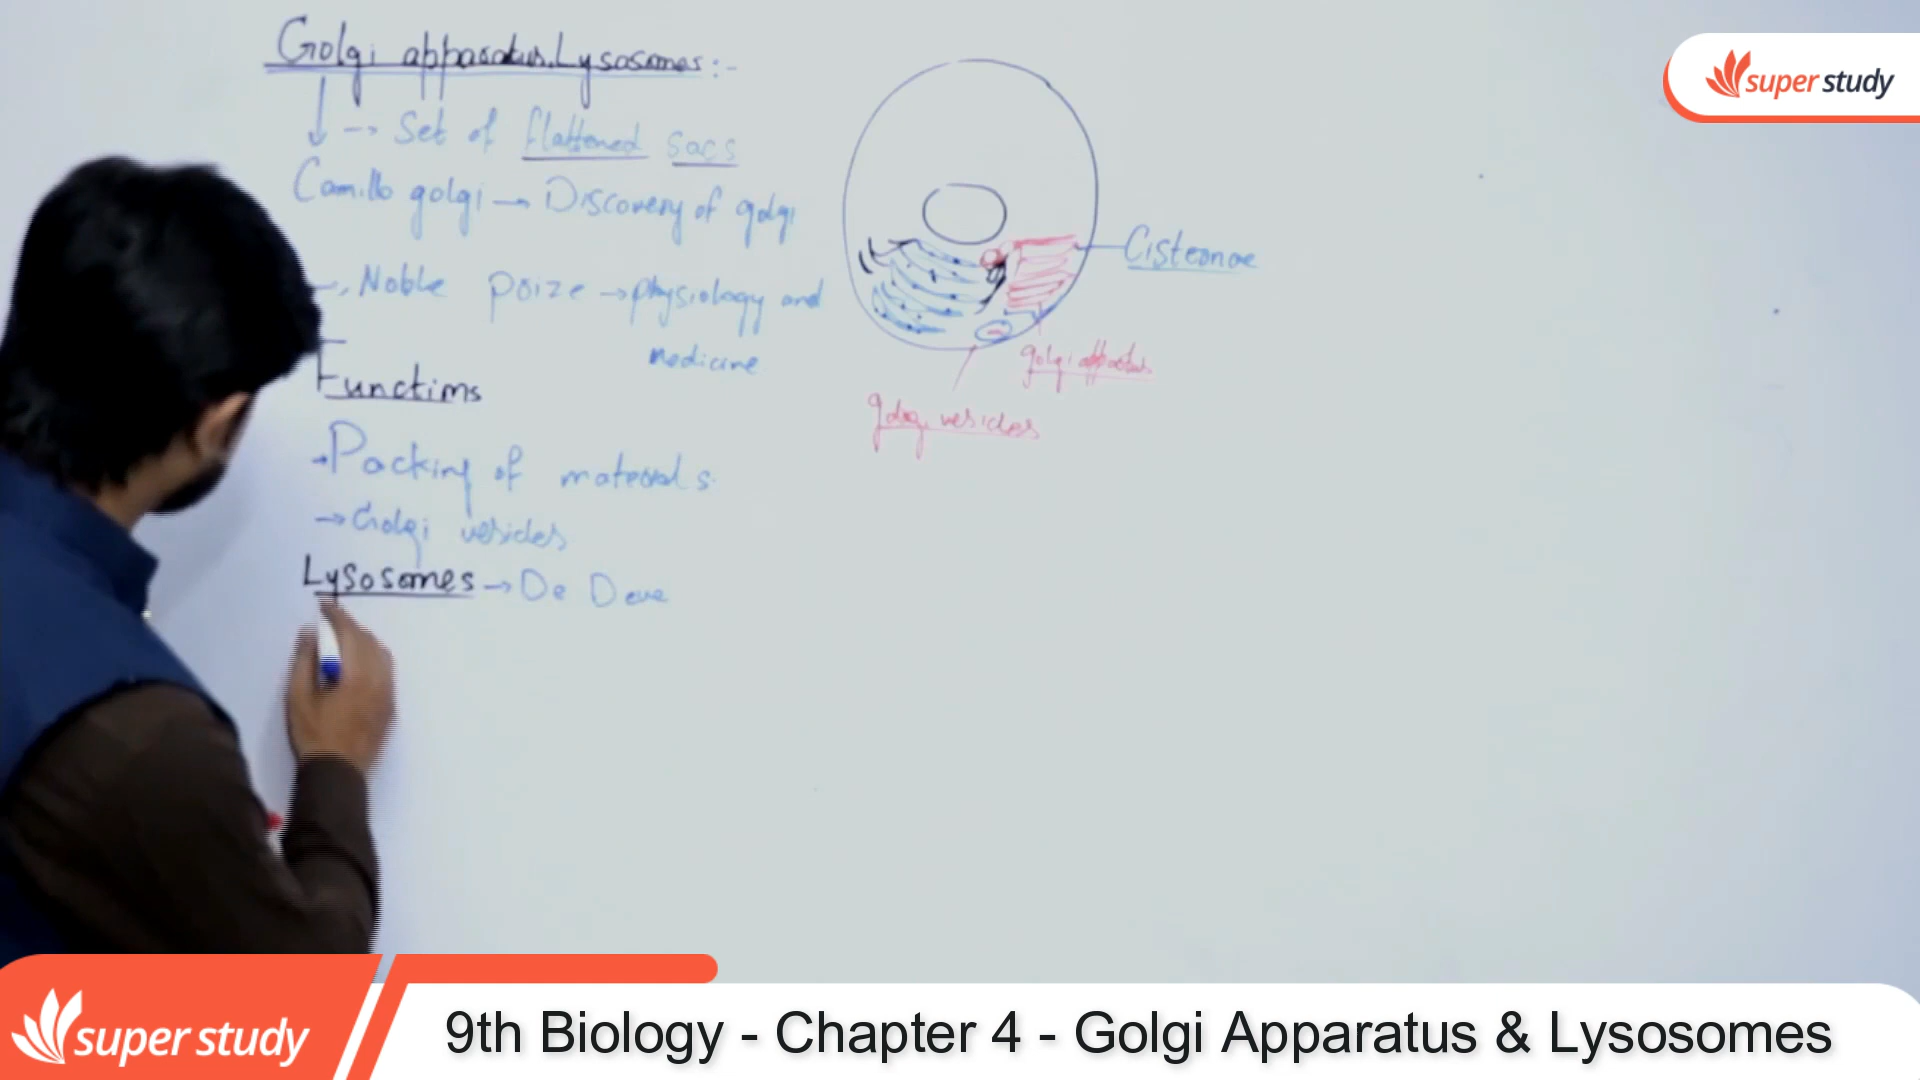 Golgi apparatus, Lysosomes:-
--> Set of flattened sacs
Camillo golgi → Discovery of golgi
Noble prize → physiology and
medicine
Functions
→ Packing of materials
→ Golgi vesicles
Lysosomes → De Deve
Cisternae
golgi apparatus
golgi vesicles
super study
super study
9th Biology - Chapter 4 - Golgi Apparatus & Lysosomes